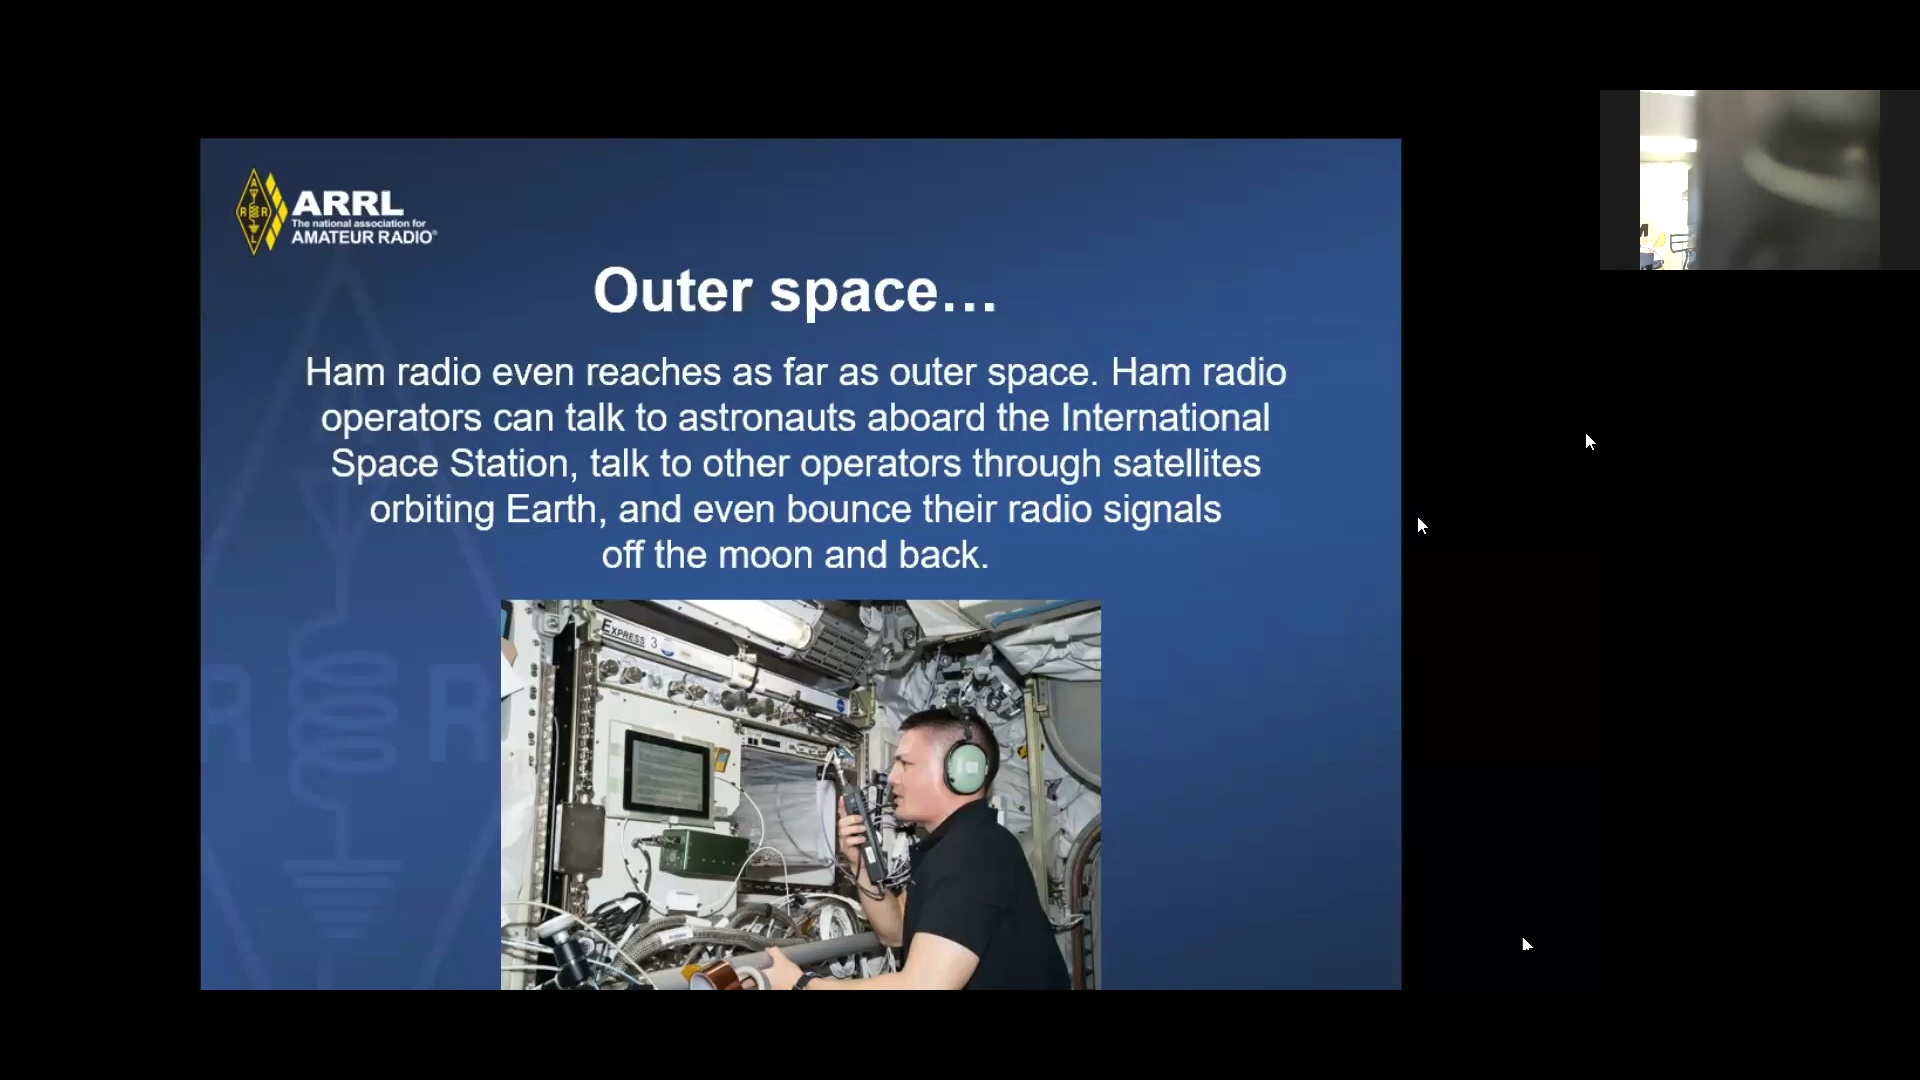 ARRL
The national association for
AMATEUR RADIO®
A
R R
L
Outer space…
Ham radio even reaches as far as outer space. Ham radio
operators can talk to astronauts aboard the International
Space Station, talk to other operators through satellites
orbiting Earth, and even bounce their radio signals
off the moon and back.
EXPRESS 3
R R